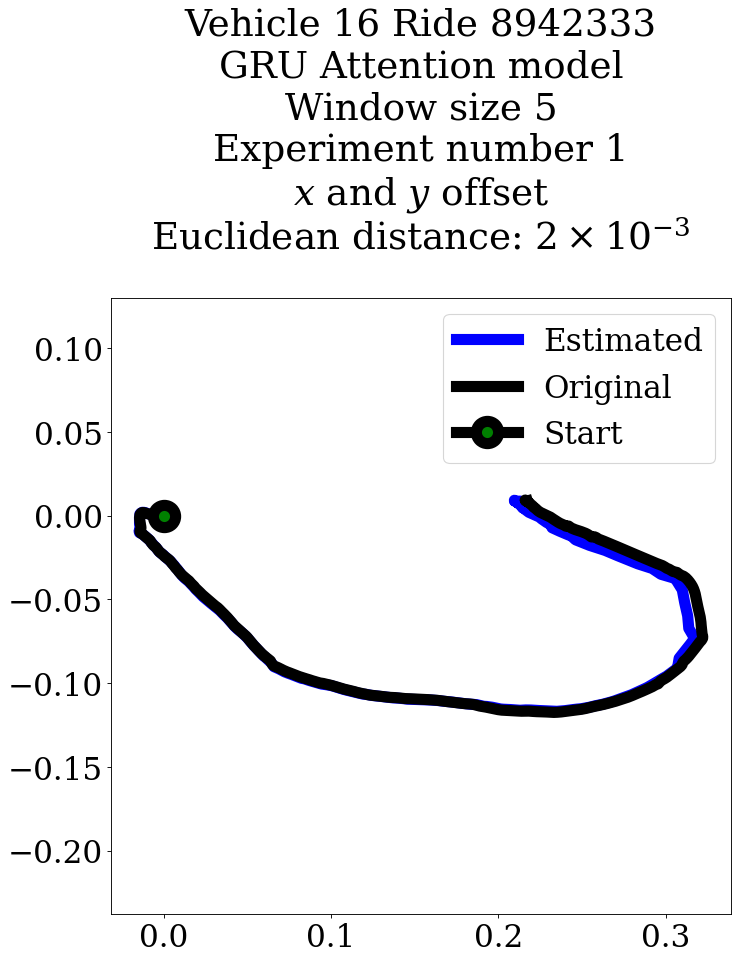 Vehicle 16 Ride 8942333
GRU Attention model
Window size 5
Experiment number 1
x and y offset
Euclidean distance: 2 × 10⁻³
Estimated
Original
Start
0.10
0.05
0.00
−0.05
−0.10
−0.15
−0.20
0.0 0.1 0.2 0.3